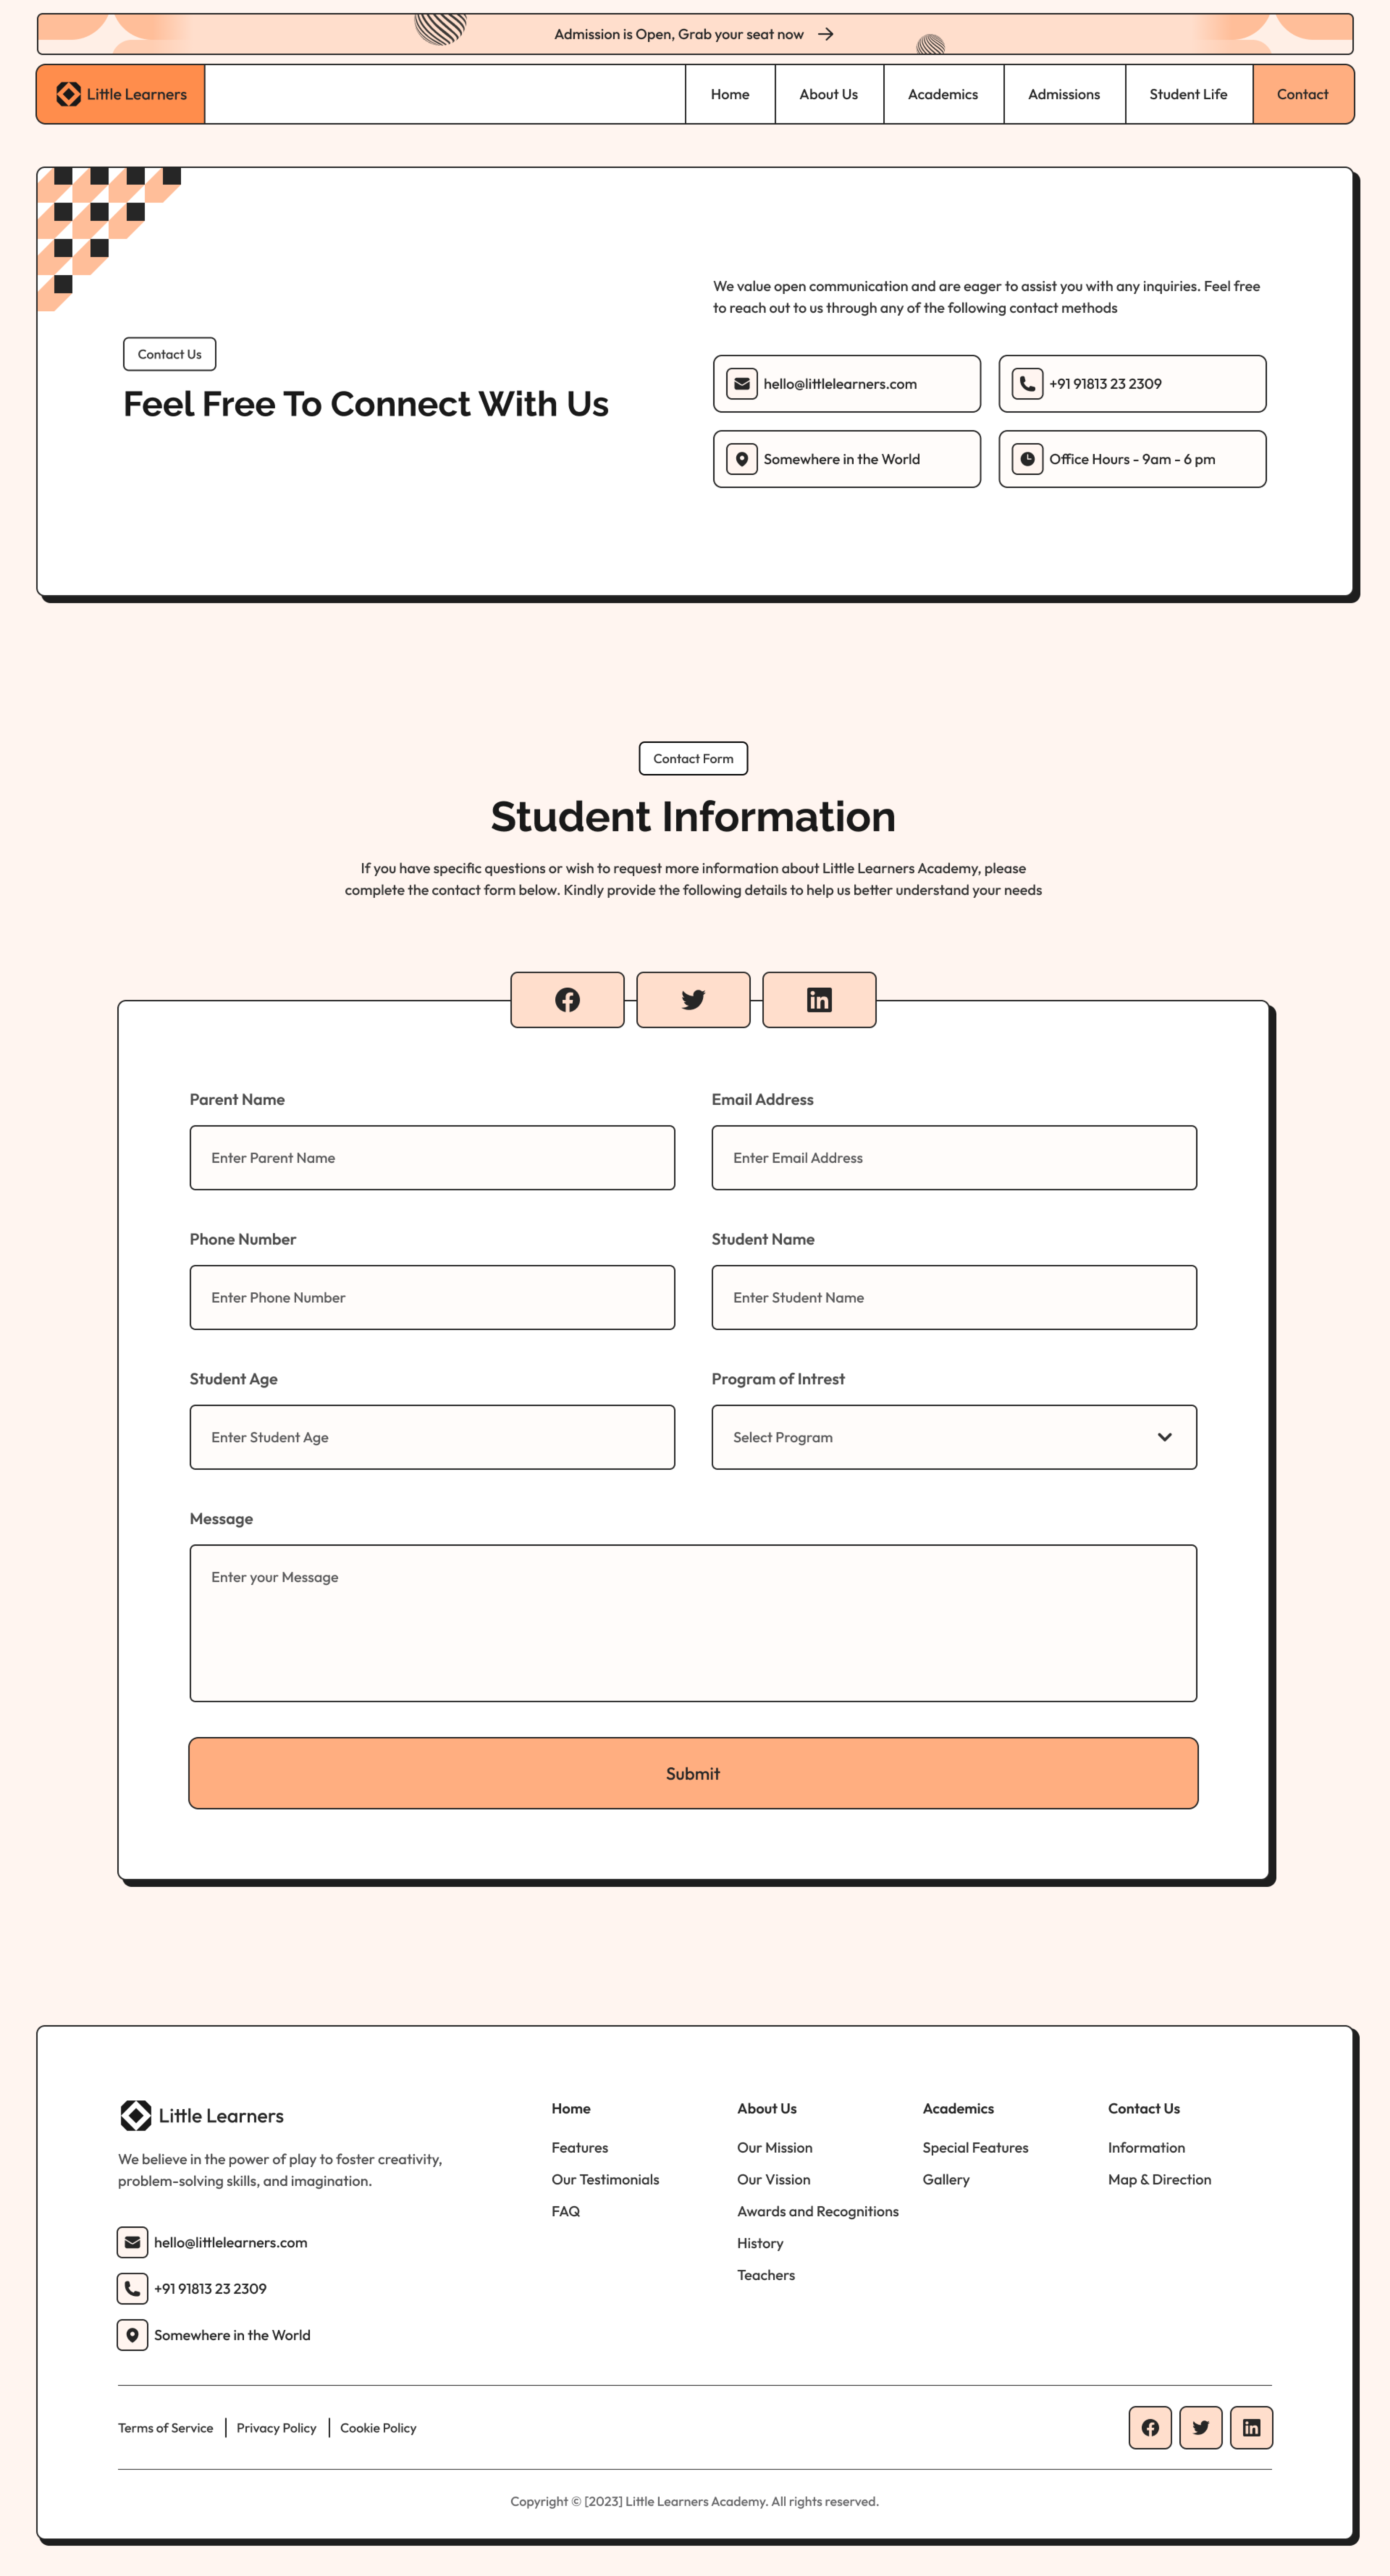 Admission is Open, Grab your seat now
Little Learners
Home
About Us
Academics
Admissions
Student Life
Contact
Contact Us
Feel Free To Connect With Us
We value open communication and are eager to assist you with any inquiries. Feel free
to reach out to us through any of the following contact methods
hello@littlelearners.com
+91 91813 23 2309
Somewhere in the World
Office Hours - 9am - 6 pm
Contact Form
Student Information
If you have specific questions or wish to request more information about Little Learners Academy, please
complete the contact form below. Kindly provide the following details to help us better understand your needs
Parent Name
Email Address
Enter Parent Name
Enter Email Address
Phone Number
Student Name
Enter Phone Number
Enter Student Name
Student Age
Program of Intrest
Enter Student Age
Select Program
Message
Enter your Message
Submit
Little Learners
We believe in the power of play to foster creativity,
problem-solving skills, and imagination.
hello@littlelearners.com
+91 91813 23 2309
Somewhere in the World
Home
Features
Our Testimonials
FAQ
About Us
Our Mission
Our Vission
Awards and Recognitions
History
Teachers
Academics
Special Features
Gallery
Contact Us
Information
Map & Direction
Terms of Service
Privacy Policy
Cookie Policy
Copyright © [2023] Little Learners Academy. All rights reserved.